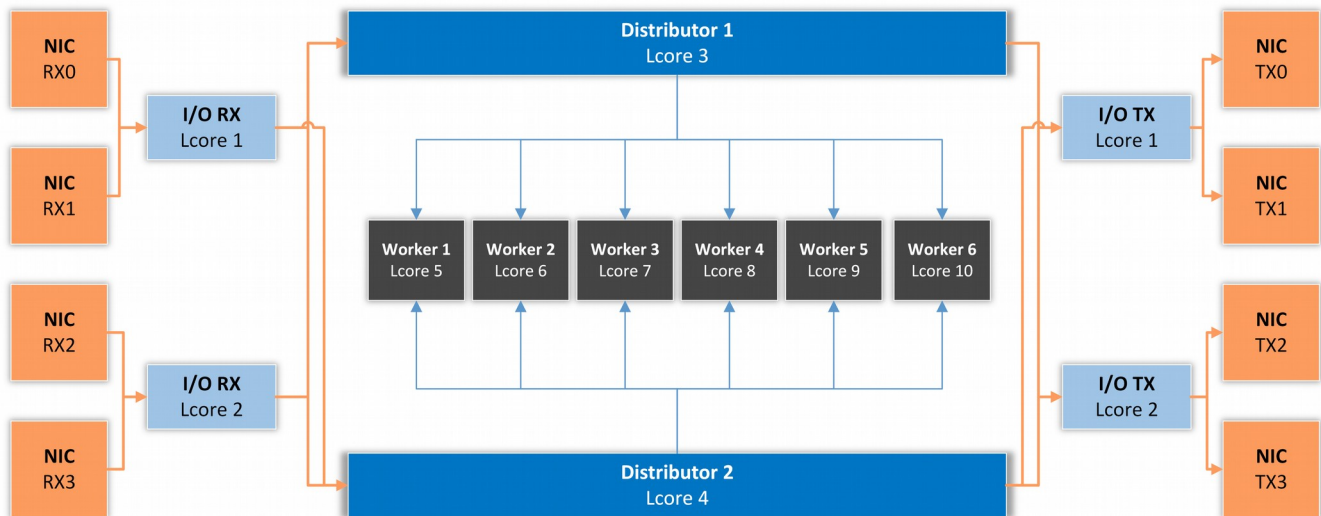 NIC
RX0
NIC
RX1
NIC
RX2
NIC
RX3
I/O RX
Lcore 1
I/O RX
Lcore 2
Distributor 1
Lcore 3
Worker 1
Lcore 5
Worker 2
Lcore 6
Worker 3
Lcore 7
Worker 4
Lcore 8
Worker 5
Lcore 9
Worker 6
Lcore 10
Distributor 2
Lcore 4
I/O TX
Lcore 1
I/O TX
Lcore 2
NIC
TX0
NIC
TX1
NIC
TX2
NIC
TX3